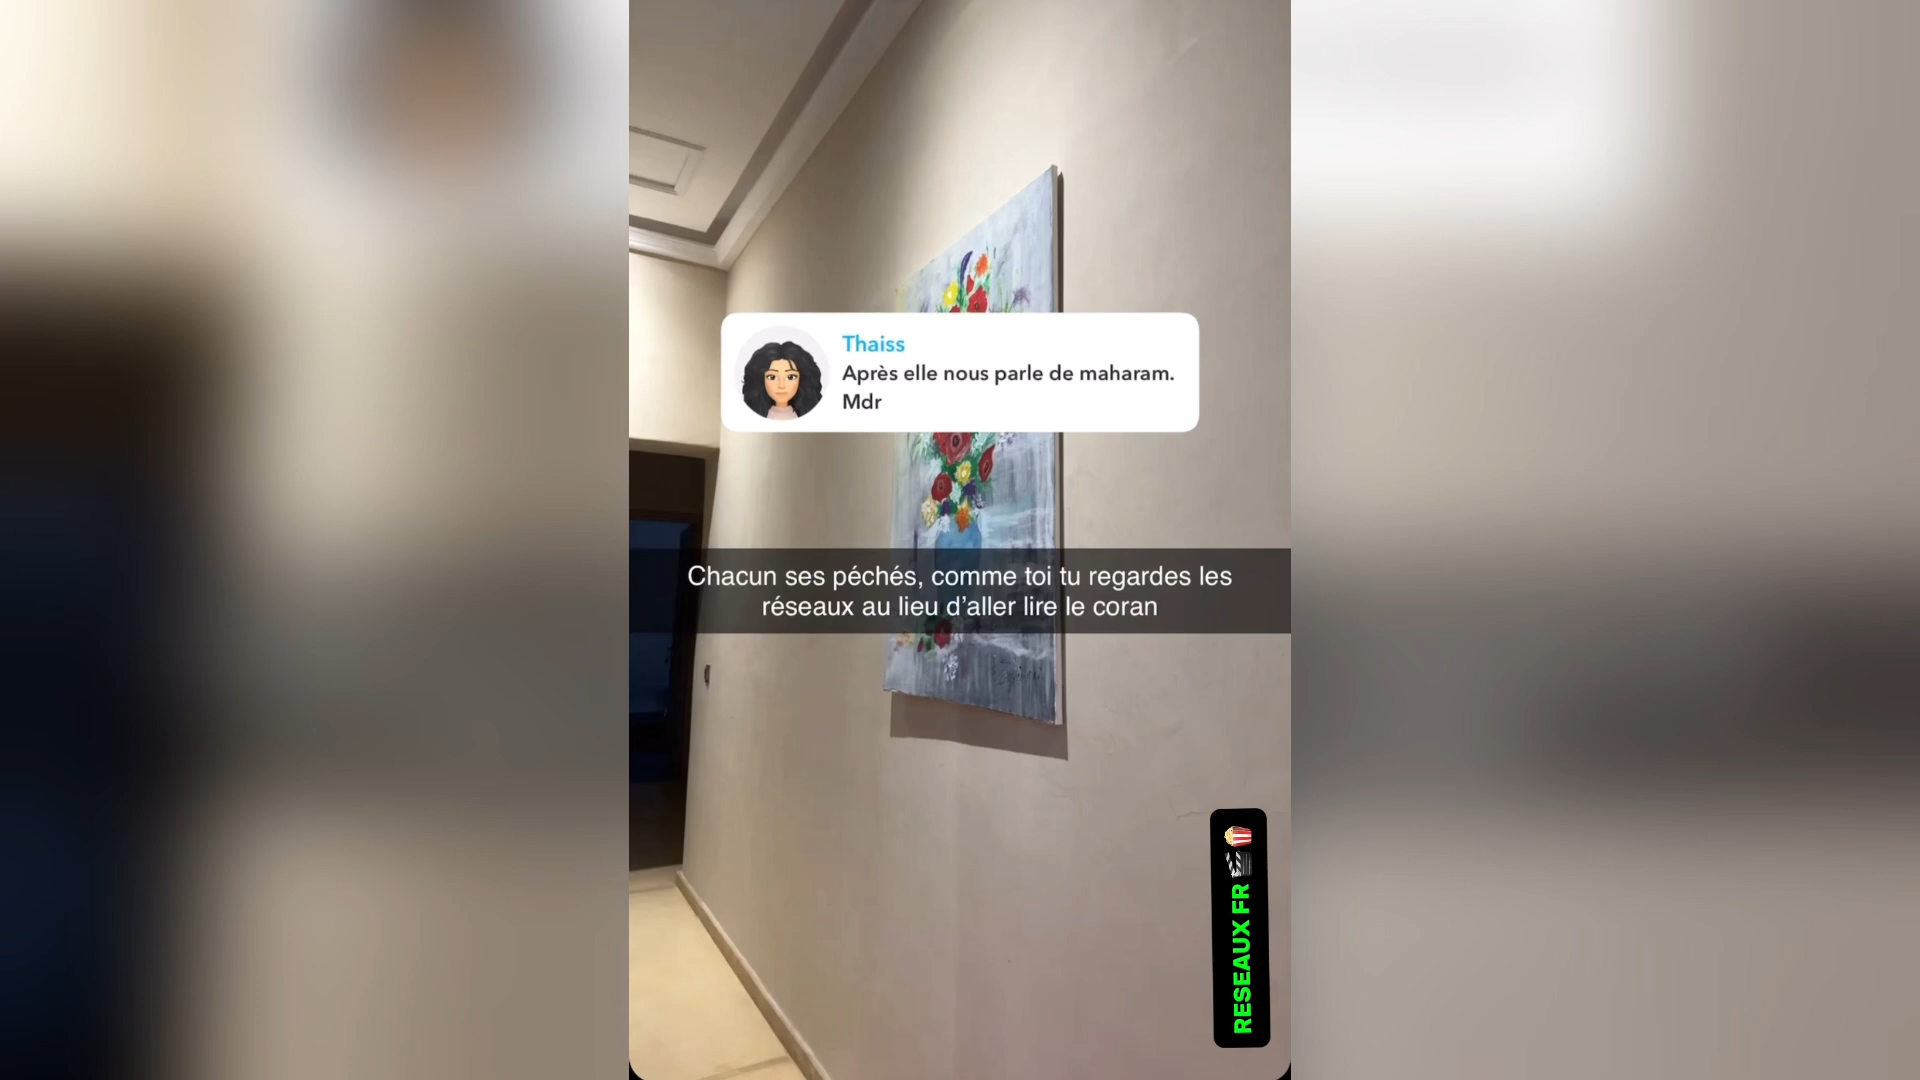 Thaiss
Après elle nous parle de maharam.
Mdr
Chacun ses péchés, comme toi tu regardes les
réseaux au lieu d’aller lire le coran
RESEAUX FR 🎬🍿